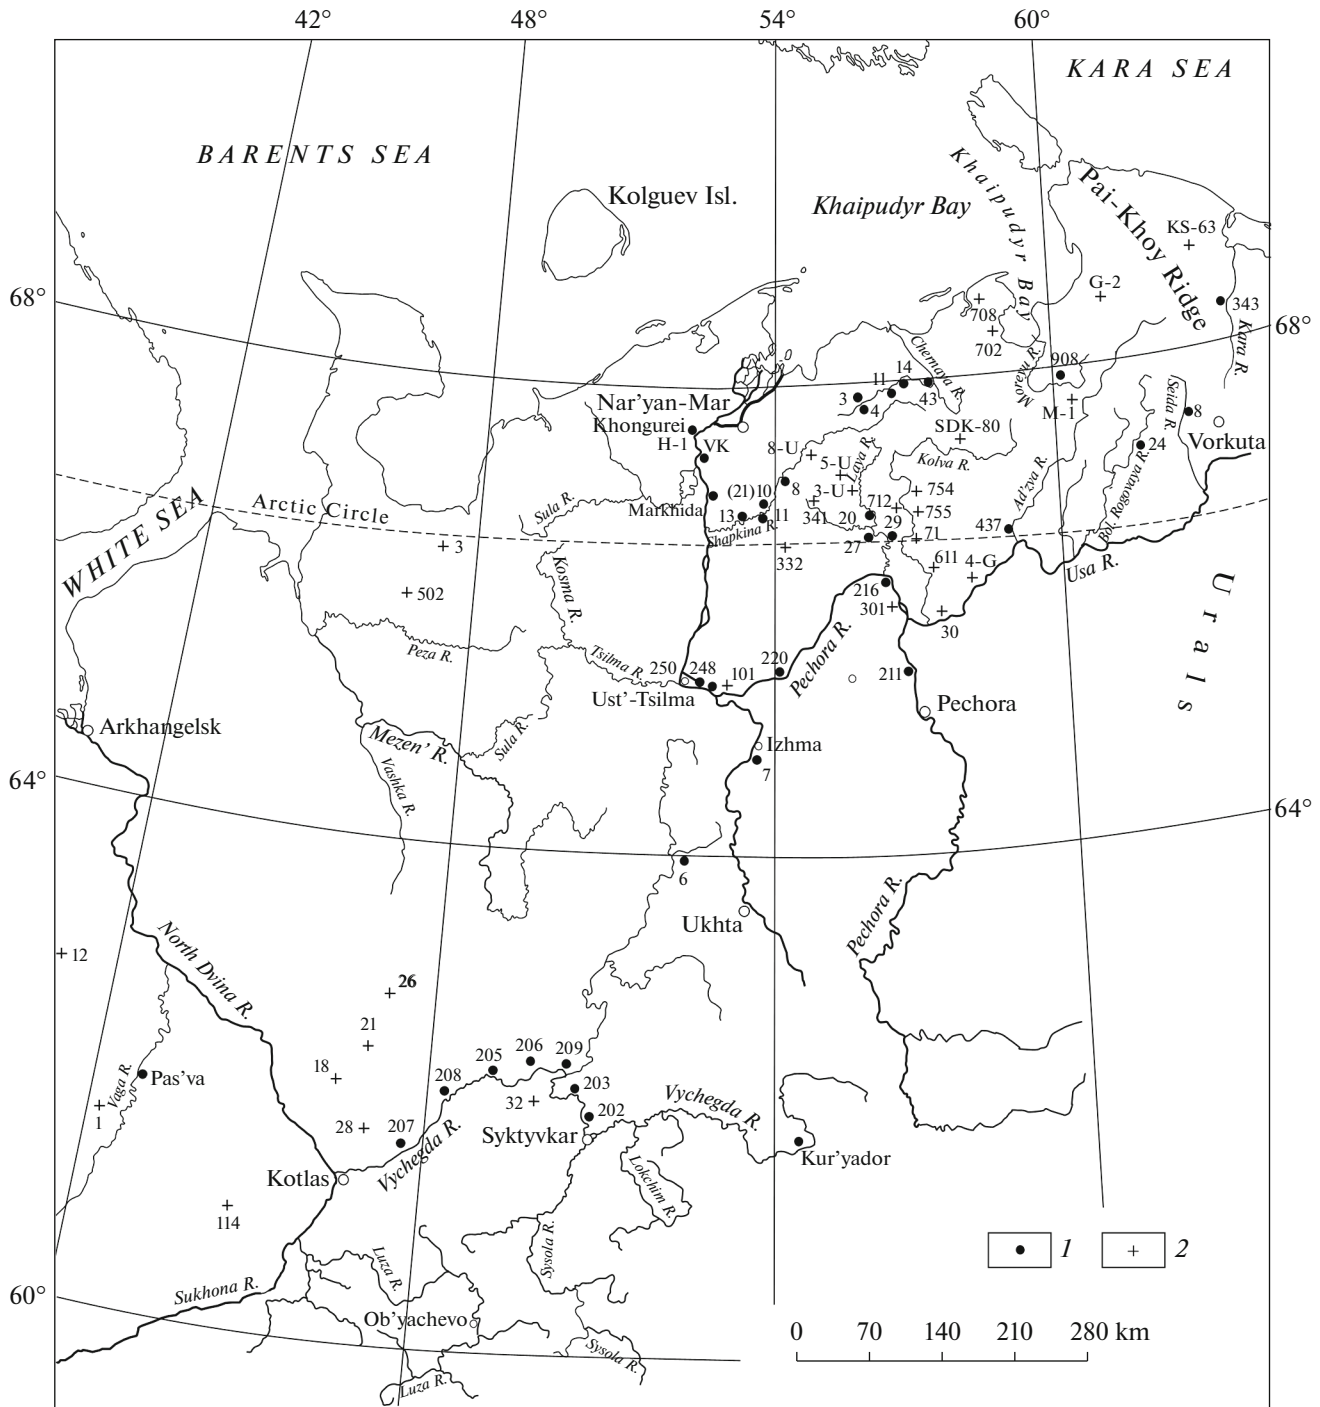 42° 48° 54° 60°
KARA SEA
BARENTS SEA
Kolguev Isl.
Khaipudyr Bay
Khaipudyr Bay
Pai-Khoy Ridge
KS-63
G-2
68°
343
68°
708
702
Kara R.
Chernaya R.
Moreyu R.
908
14
11
3
4
43
M-1
Seida R.
8
Nar'yan-Mar
Khongurei
H-1
VK
SDK-80
Vorkuta
24
8-U
5-U
Laya R.
Kolva R.
Ad'zva R.
Bol. Rogovaya R.
Arctic Circle
WHITE SEA
Sula R.
Markhida
(21) 10
8
3-U
754
13
11
341
712
755
20
29
437
Shapkina R.
27
71
3
332
611
4-G
Usa R.
Urals
502
Kosma R.
216
301
30
Peza R.
Tsilma R.
250
248
101
220
Pechora R.
211
Ust'-Tsilma
Pechora
Arkhangelsk
Mezen' R.
Sula R.
Izhma
7
Vashka R.
64°
64°
6
Ukhta
Pechora R.
12
North Dvina R.
26
21
18
205
206
209
Pas'va
Vaga R.
208
203
32
202
1
28
207
Vychegda R.
Vychegda R.
Syktyvkar
Kur'yador
Kotlas
Lokchim R.
114
Sysola R.
1
2
Luza R.
Sukhona R.
60°
Ob'yachevo
0 70 140 210 280 km
Sysola R.
Luza R.